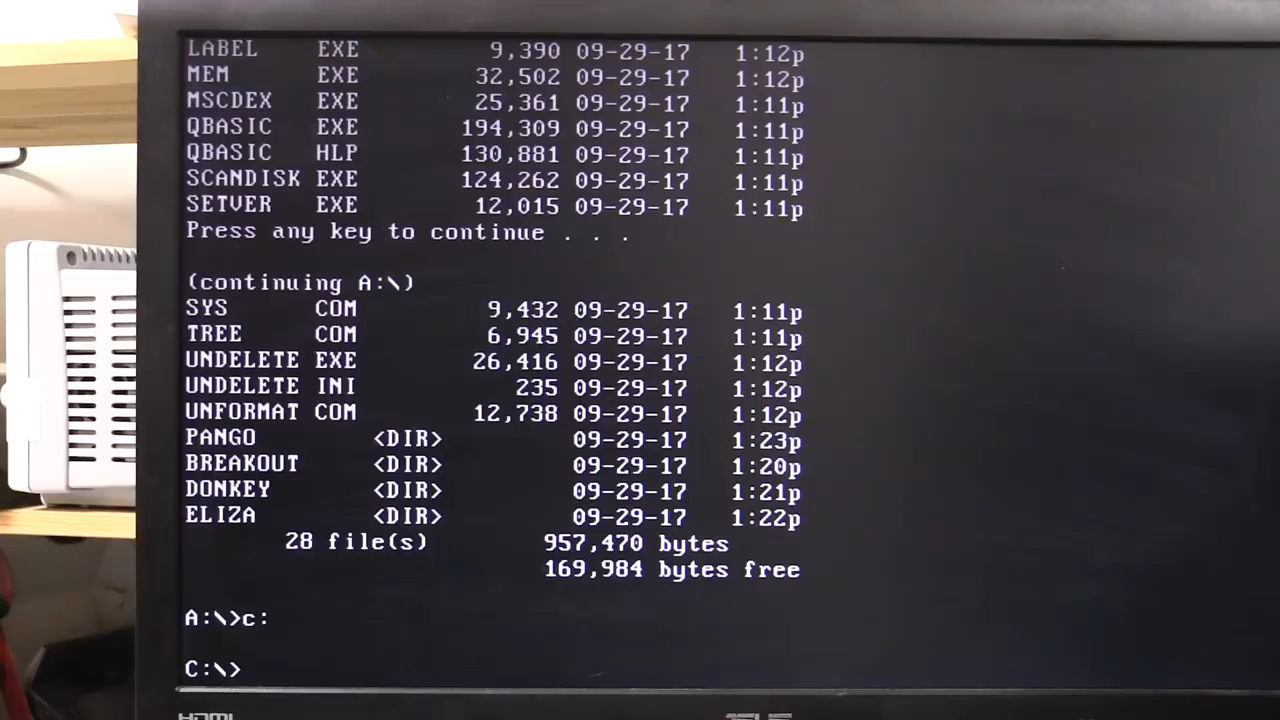 LABEL    EXE         9,390 09-29-17   1:12p
MEM      EXE        32,502 09-29-17   1:12p
MSCDEX   EXE        25,361 09-29-17   1:11p
QBASIC   EXE       194,309 09-29-17   1:11p
QBASIC   HLP       130,881 09-29-17   1:11p
SCANDISK EXE       124,262 09-29-17   1:11p
SETVER   EXE        12,015 09-29-17   1:11p
Press any key to continue . . .
(continuing A:\)
SYS      COM         9,432 09-29-17   1:11p
TREE     COM         6,945 09-29-17   1:11p
UNDELETE EXE        26,416 09-29-17   1:12p
UNDELETE INI           235 09-29-17   1:12p
UNFORMAT COM        12,738 09-29-17   1:12p
PANGO        <DIR>         09-29-17   1:23p
BREAKOUT     <DIR>         09-29-17   1:20p
DONKEY       <DIR>         09-29-17   1:21p
ELIZA        <DIR>         09-29-17   1:22p
28 file(s)        957,470 bytes
169,984 bytes free
A:\>c:
C:\>
HDMI